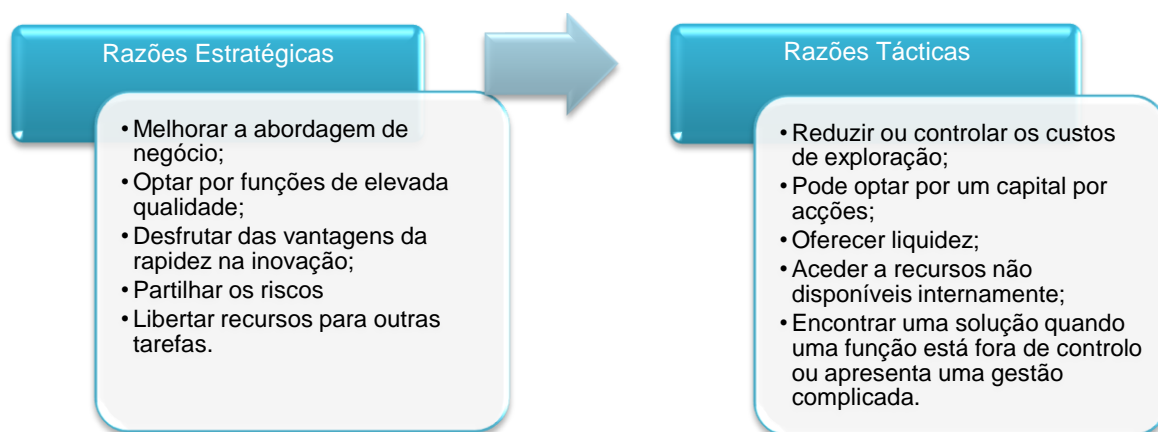 Razões Estratégicas
• Melhorar a abordagem de
negócio;
• Optar por funções de elevada
qualidade;
• Desfrutar das vantagens da
rapidez na inovação;
• Partilhar os riscos
• Libertar recursos para outras
tarefas.
Razões Tácticas
• Reduzir ou controlar os custos
de exploração;
• Pode optar por um capital por
acções;
• Oferecer liquidez;
• Aceder a recursos não
disponíveis internamente;
• Encontrar uma solução quando
uma função está fora de controlo
ou apresenta uma gestão
complicada.